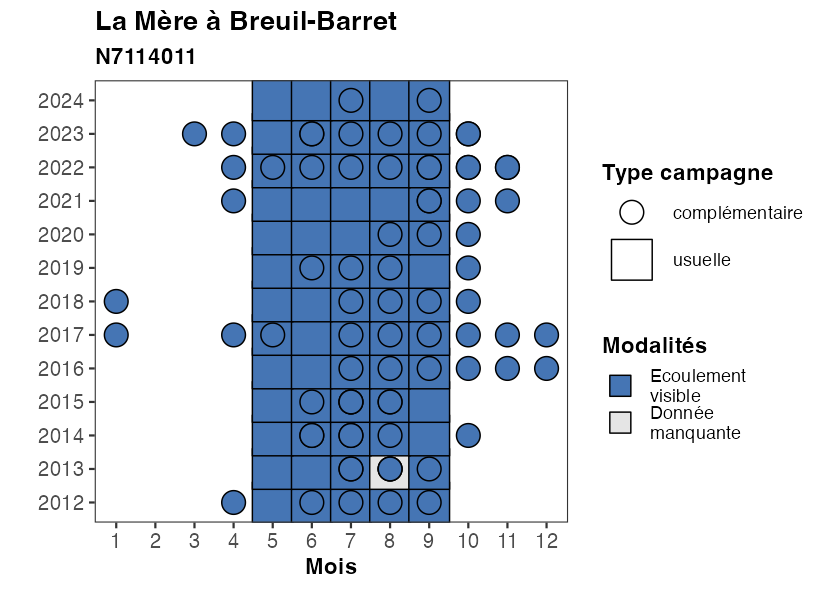 La Mère à Breuil-Barret
N7114011
2024
2023
2022
2021
2020
2019
2018
2017
2016
2015
2014
2013
2012
1 2 3 4 5 6 7 8 9 10 11 12
Mois
Type campagne
complémentaire
usuelle
Modalités
Ecoulement
visible
Donnée
manquante